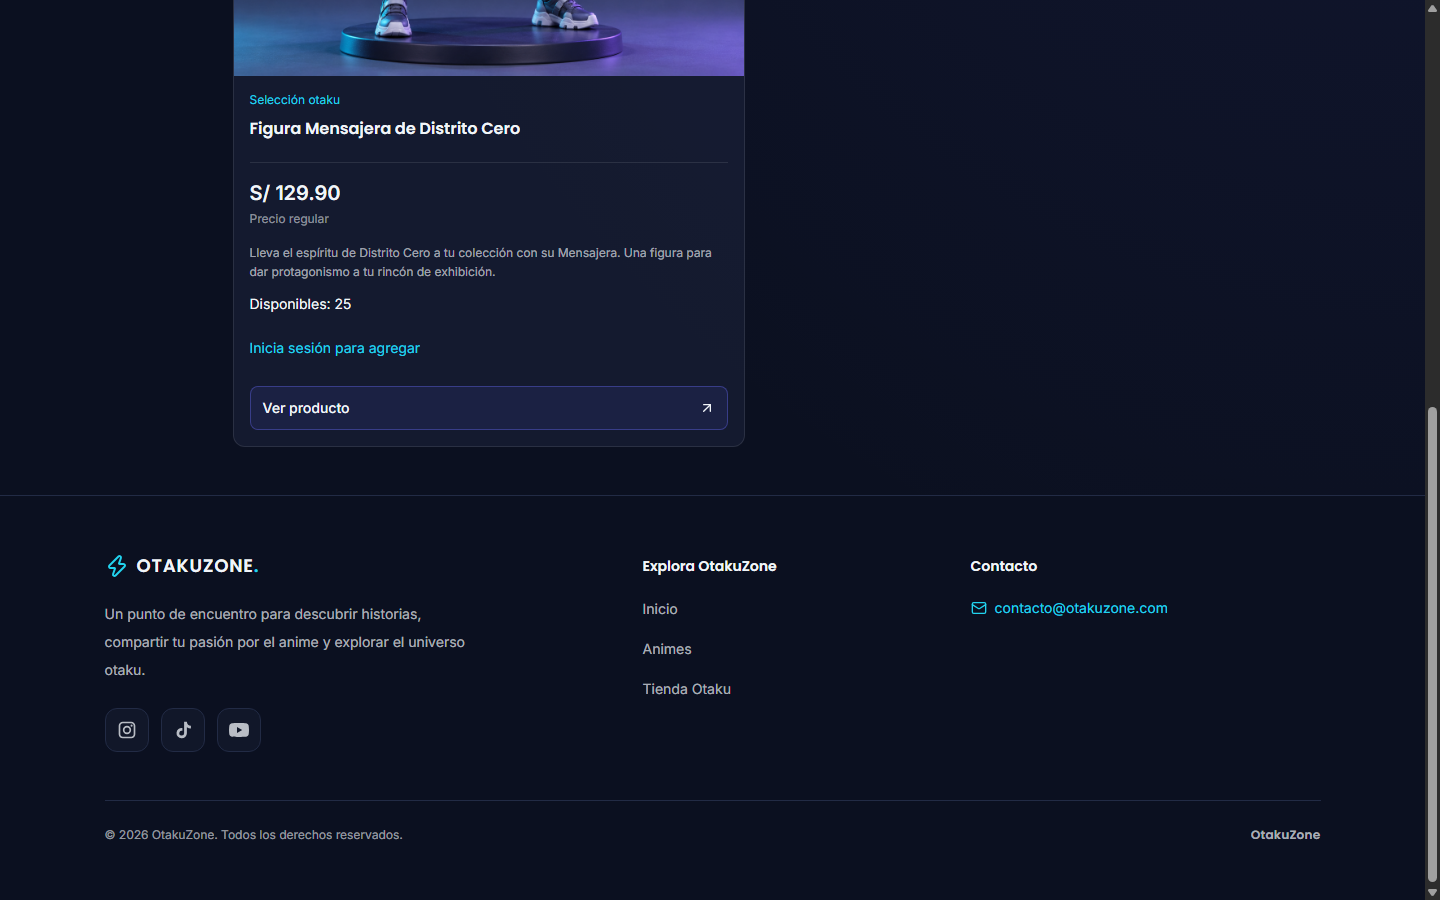 Selección otaku
Figura Mensajera de Distrito Cero
S/ 129.90
Precio regular
Lleva el espíritu de Distrito Cero a tu colección con su Mensajera. Una figura para
dar protagonismo a tu rincón de exhibición.
Disponibles: 25
Inicia sesión para agregar
Ver producto
OTAKUZONE.
Un punto de encuentro para descubrir historias,
compartir tu pasión por el anime y explorar el universo
otaku.
Explora OtakuZone
Inicio
Animes
Tienda Otaku
Contacto
contacto@otakuzone.com
© 2026 OtakuZone. Todos los derechos reservados.
OtakuZone